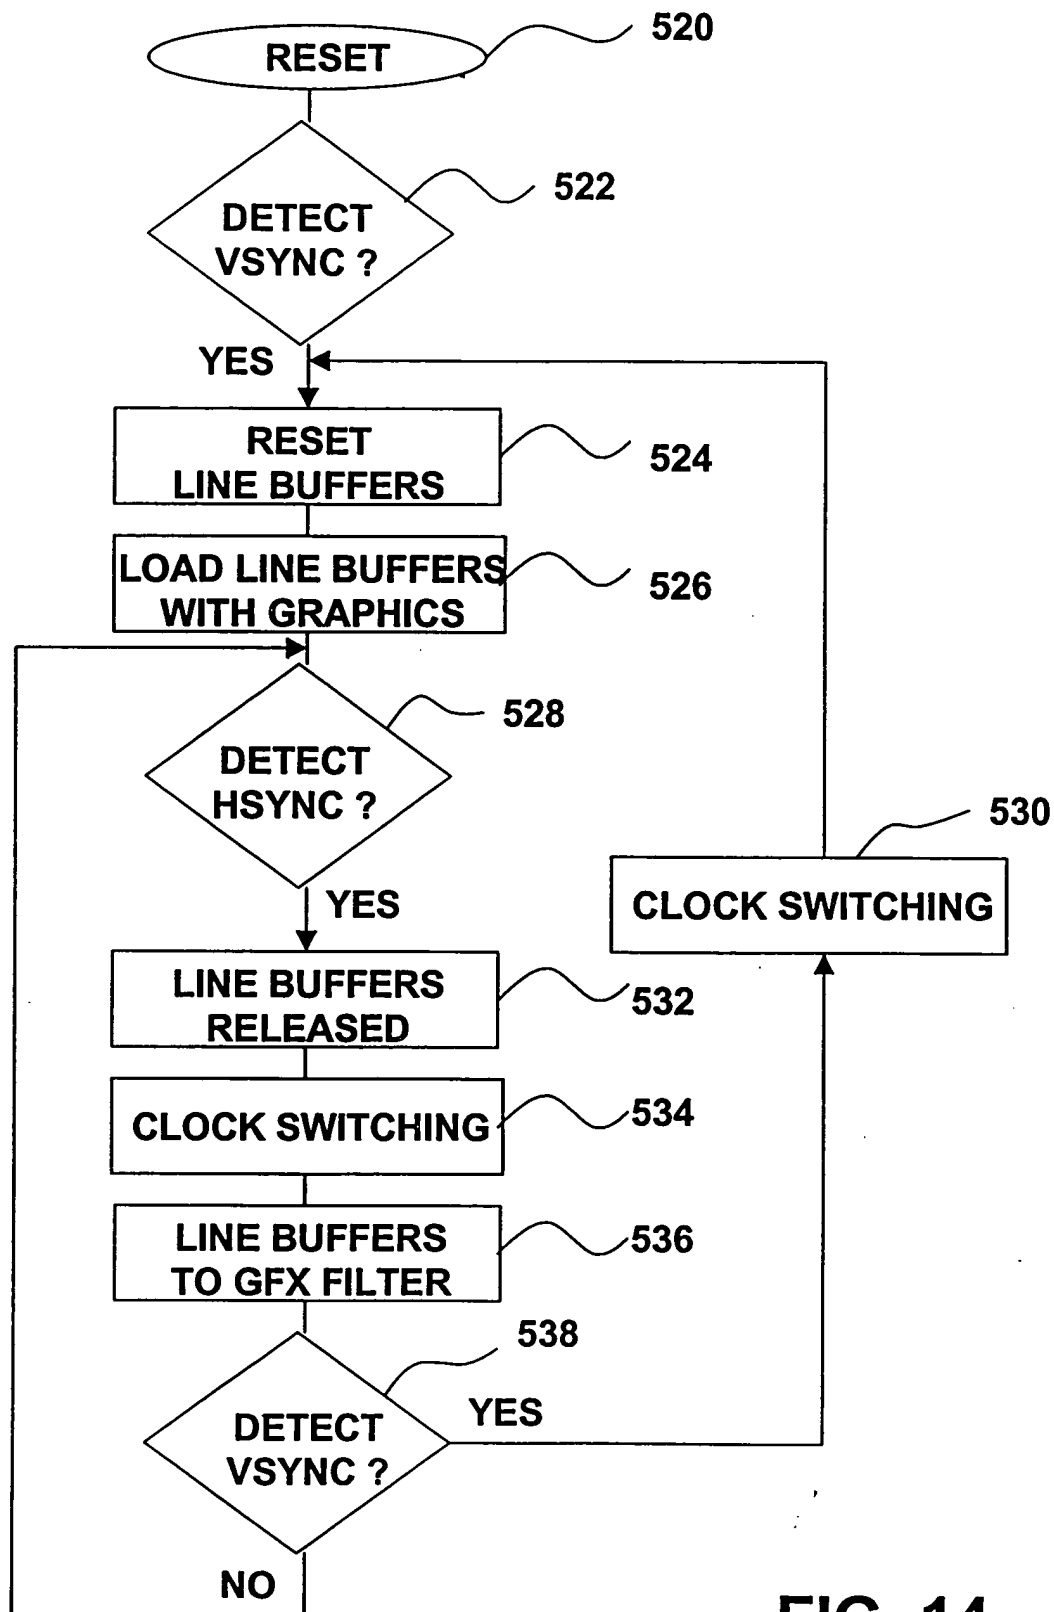 RESET
520
DETECT
VSYNC ?
522
YES
RESET
LINE BUFFERS
524
LOAD LINE BUFFERS
WITH GRAPHICS
526
DETECT
HSYNC ?
528
530
CLOCK SWITCHING
YES
LINE BUFFERS
RELEASED
532
CLOCK SWITCHING
534
LINE BUFFERS
TO GFX FILTER
536
538
DETECT
VSYNC ?
YES
NO
FIG. 14